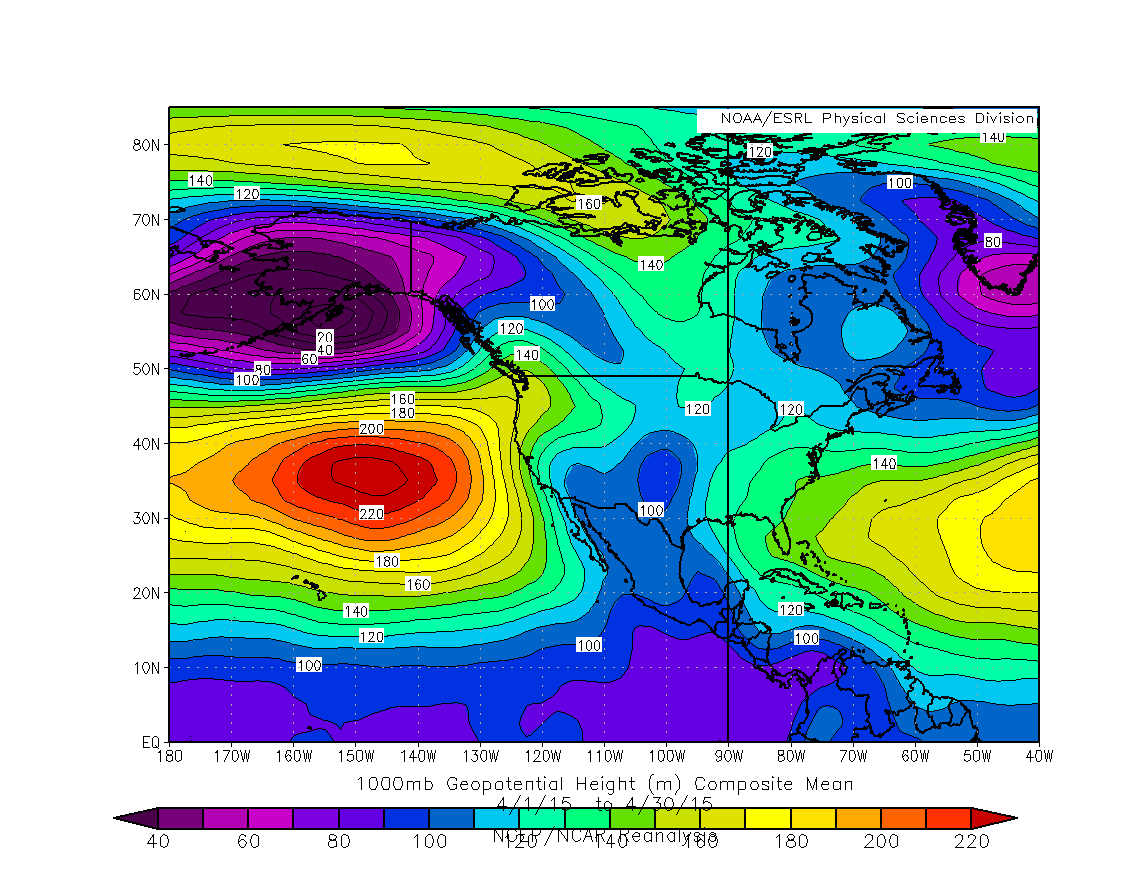 NOAA/ESRL Physical Sciences Division
80N
140
120
140
120
100
160
70N
80
140
60N
100
120
20
40
140
60
50N
80
100
160
120
120
180
200
40N
140
30N
100
220
180
20N
160
140
120
120
100
100
10N
100
EQ
180 170W 160W 150W 140W 130W 120W 110W 100W 90W 80W 70W 60W 50W 40W
1000mb Geopotential Height (m) Composite Mean
4/1/15 to 4/30/15
NCEP/NCAR Reanalysis
40 60 80 100 120 140 160 180 200 220